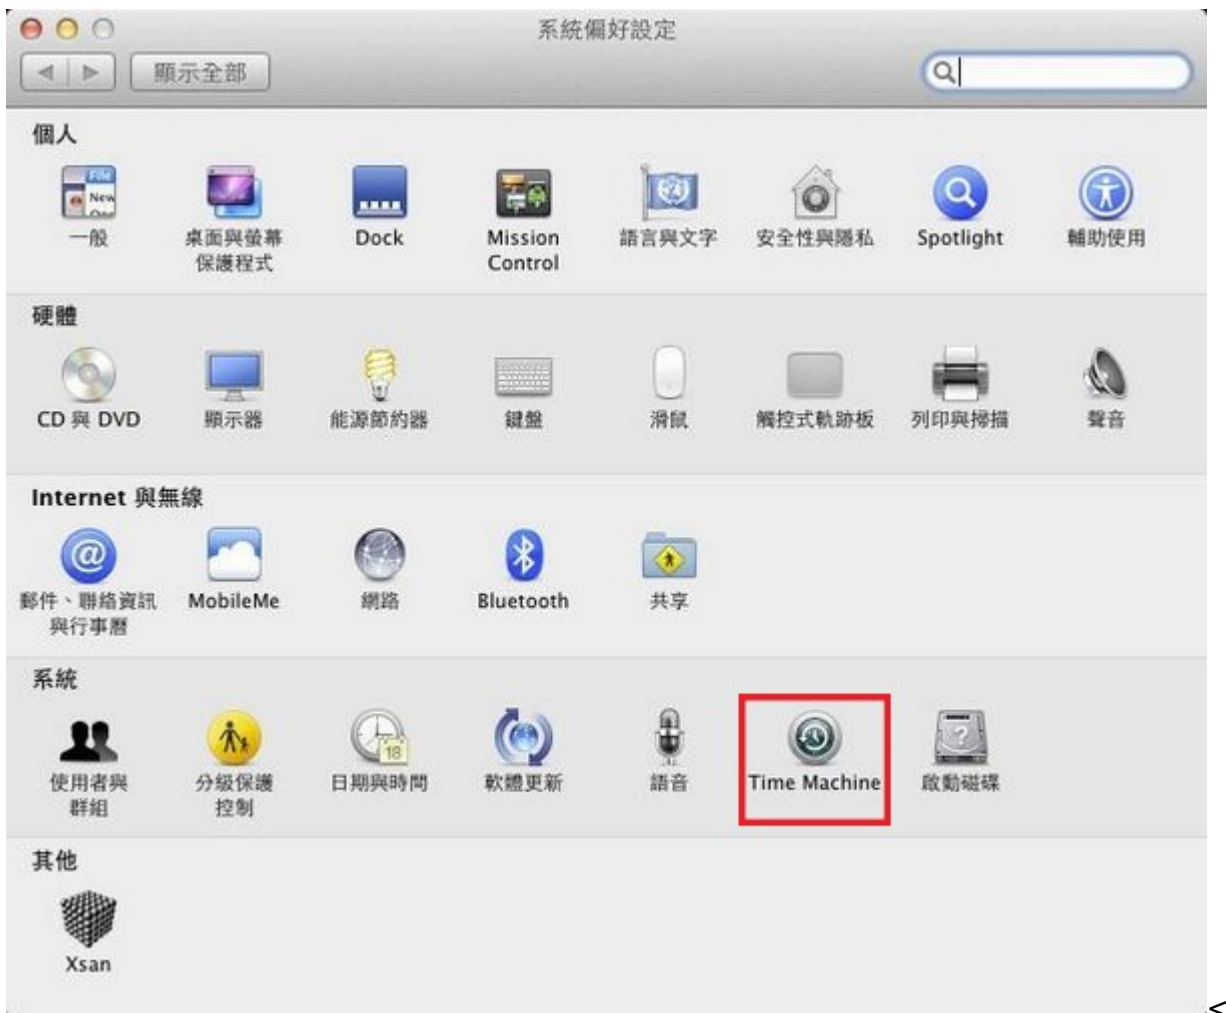 系統偏好設定
顯示全部
個人
File
New
一般
桌面與螢幕
保護程式
Dock
Mission
Control
語言與文字
安全性與隱私
Spotlight
輔助使用
硬體
CD 與 DVD
顯示器
能源節約器
鍵盤
滑鼠
觸控式軌跡板
列印與掃描
聲音
Internet 與無線
@
郵件、聯絡資訊
與行事曆
MobileMe
網路
Bluetooth
共享
系統
使用者與
群組
分級保護
控制
18
日期與時間
軟體更新
語音
Time Machine
?
啟動磁碟
其他
Xsan
<